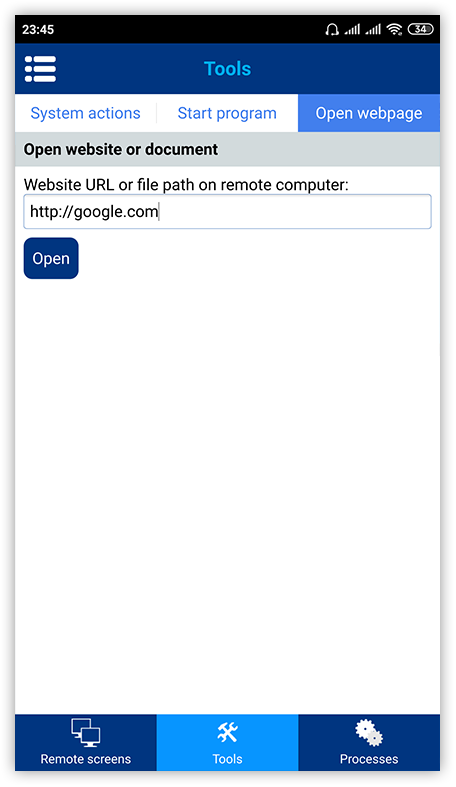 23:45 34
Tools
System actions Start program Open webpage
Open website or document
Website URL or file path on remote computer:
http://google.com
Open
Remote screens Tools Processes